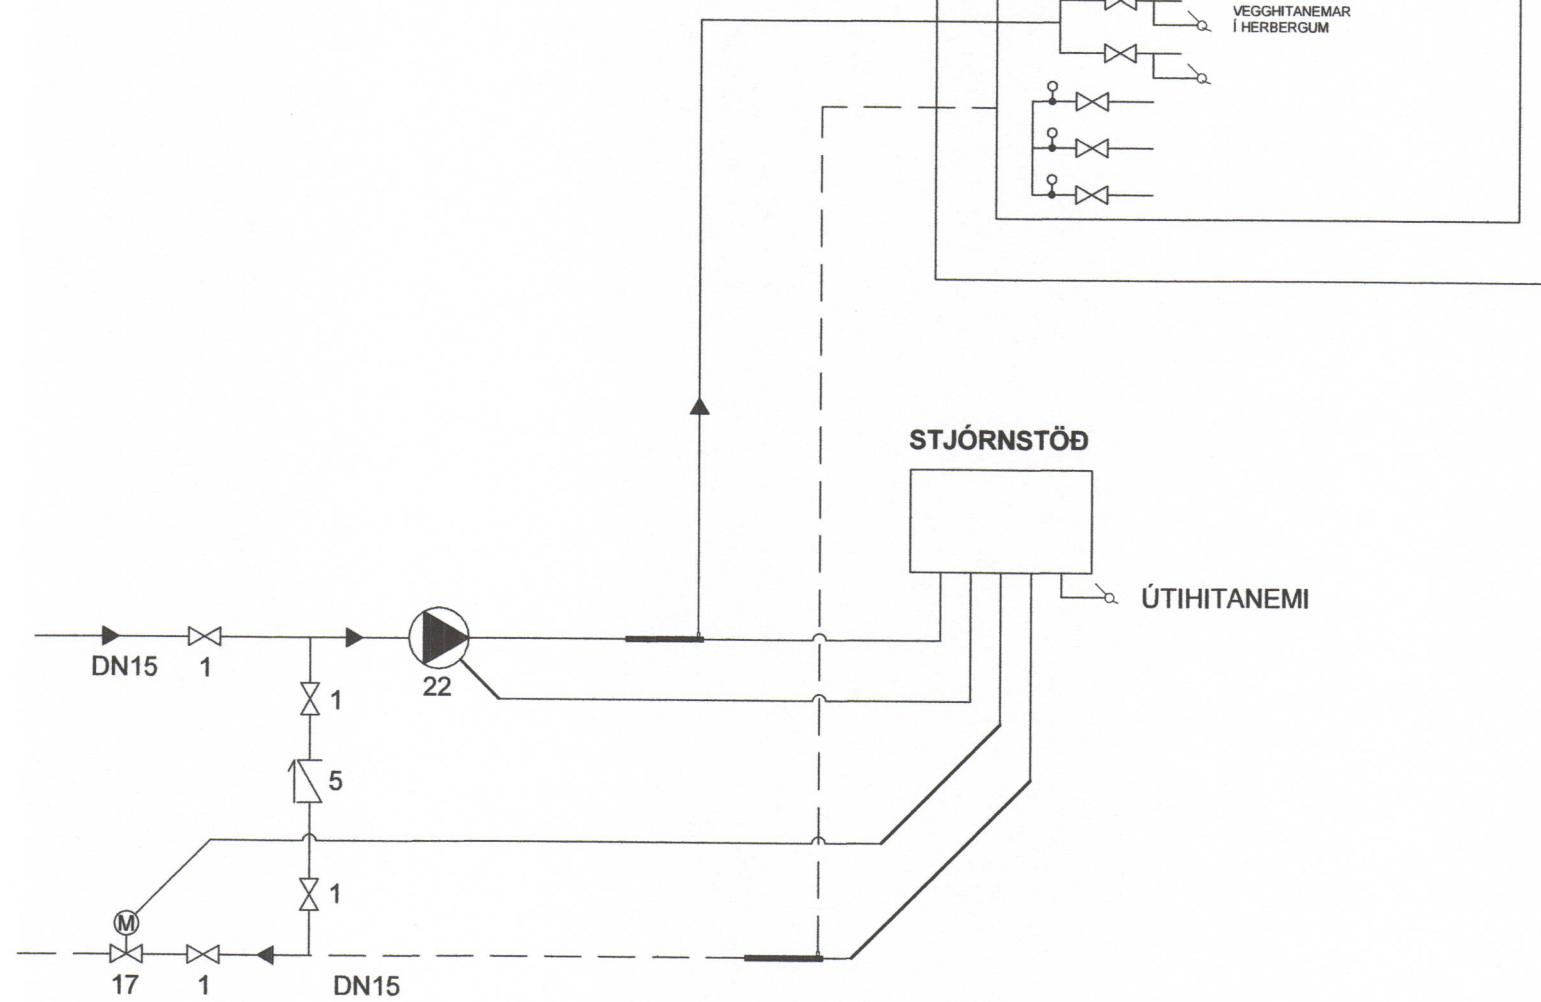 VEGGHITANEMAR
Í HERBERGUM
STJÓRNSTÖÐ
ÚTIHITANEMI
DN15
1
22
1
5
1
M
17
1
DN15